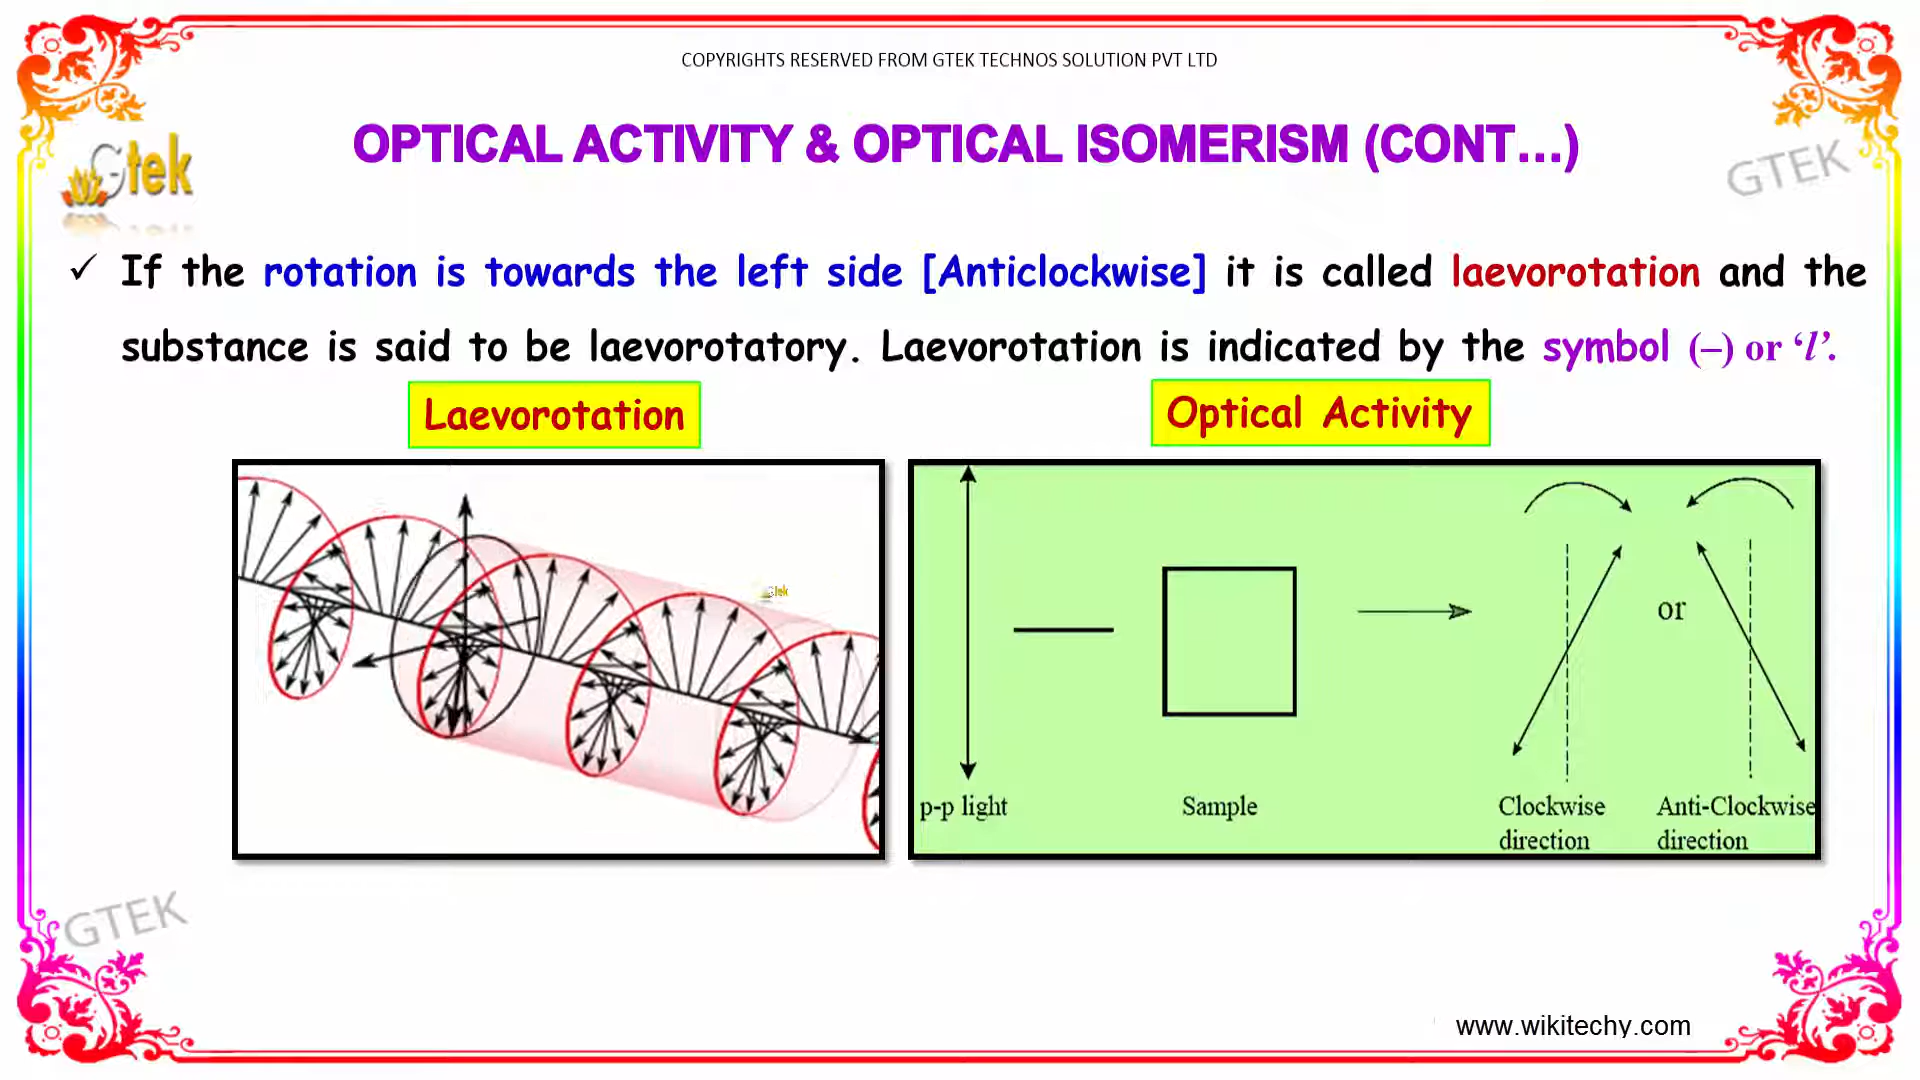 COPYRIGHTS RESERVED FROM GTEK TECHNOS SOLUTION PVT LTD
OPTICAL ACTIVITY & OPTICAL ISOMERISM (CONT...)
Gtek
GTEK
✓ If the rotation is towards the left side [Anticlockwise] it is called laevorotation and the
substance is said to be laevorotatory. Laevorotation is indicated by the symbol (–) or ‘l’.
Laevorotation
Optical Activity
Gtek
or
p-p light
Sample
Clockwise
direction
Anti-Clockwise
direction
GTEK
www.wikitechy.com